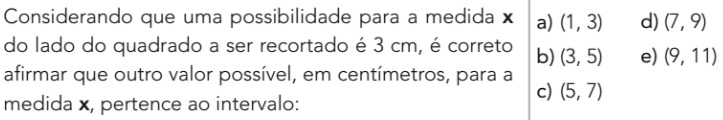 Considerando que uma possibilidade para a medida x
do lado do quadrado a ser recortado é 3 cm, é correto
afirmar que outro valor possível, em centímetros, para a
medida x, pertence ao intervalo:
a) (1, 3)
b) (3, 5)
c) (5, 7)
d) (7, 9)
e) (9, 11)